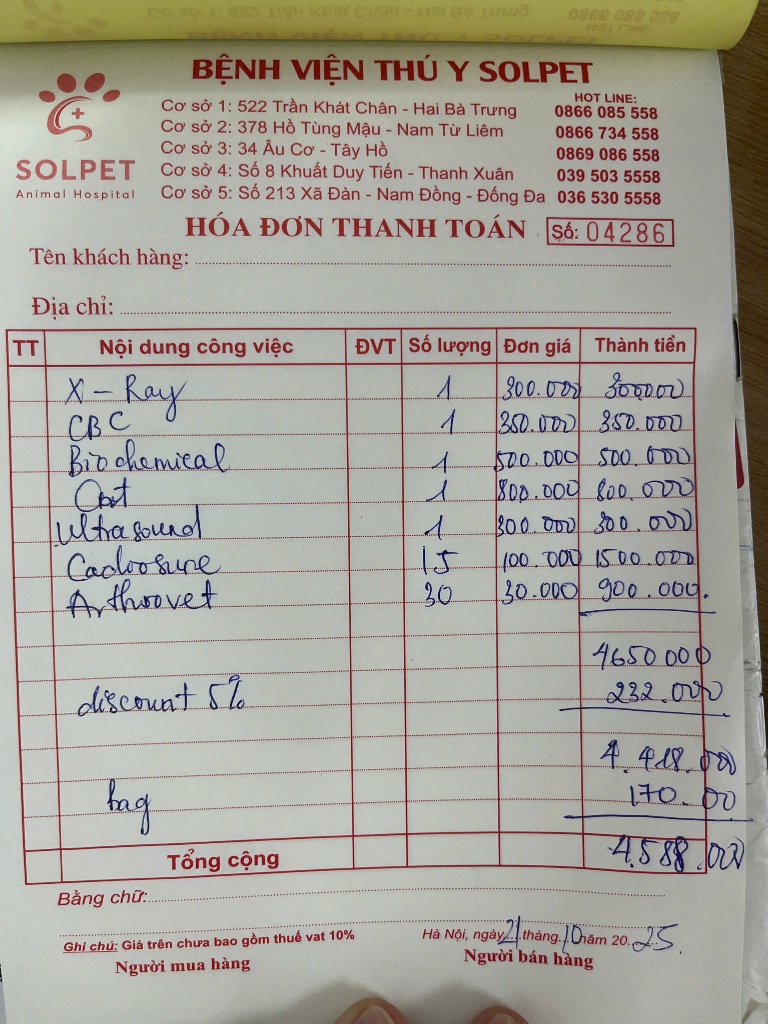 BỆNH VIỆN THÚ Y SOLPET
SOLPET
Animal Hospital
HOT LINE:
Cơ sở 1: 522 Trần Khát Chân - Hai Bà Trưng 0866 085 558
Cơ sở 2: 378 Hồ Tùng Mậu - Nam Từ Liêm 0866 734 558
Cơ sở 3: 34 Âu Cơ - Tây Hồ 0869 086 558
Cơ sở 4: Số 8 Khuất Duy Tiến - Thanh Xuân 039 503 5558
Cơ sở 5: Số 213 Xã Đàn - Nam Đồng - Đống Đa 036 530 5558
HÓA ĐƠN THANH TOÁN Số: 04286
Tên khách hàng:
Địa chỉ:
TT Nội dung công việc ĐVT Số lượng Đơn giá Thành tiền
X-Ray 1 300.000 300.000
CBC 1 350.000 350.000
Biochemical 1 500.000 500.000
1 800.000 800.000
Ultrasound 1 300.000 300.000
Cadoosure 15 100.000 1500.000
Arthrovet 30 30.000 900.000.
4650000
discount 5% 232.000
4.418.000
bag 170.00
Tổng cộng 4.588.000
Bằng chữ:
Ghi chú: Giá trên chưa bao gồm thuế vat 10% Hà Nội, ngày 21 tháng 10 năm 2025.
Người mua hàng Người bán hàng